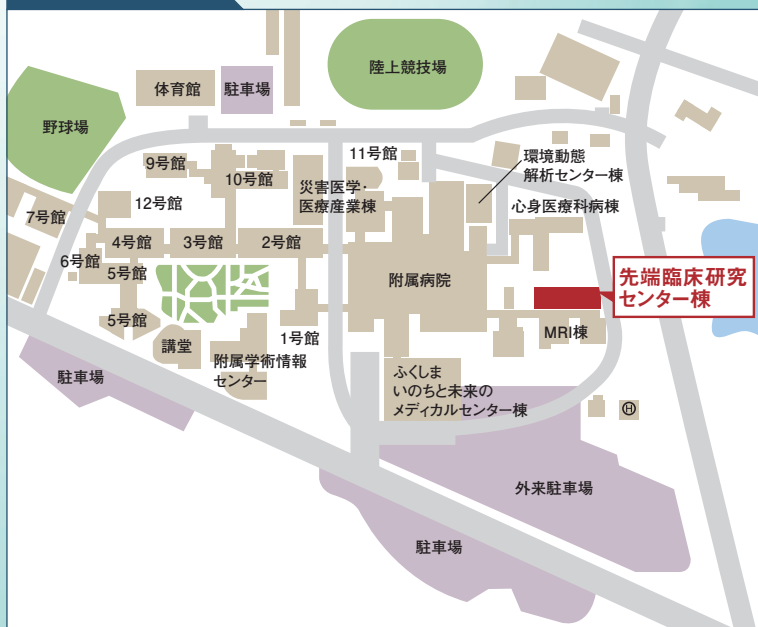 陸上競技場
体育館
駐車場
野球場
11号館
環境動態
解析センター棟
9号館
10号館
災害医学・
医療産業棟
12号館
心身医療科病棟
7号館
4号館
3号館
2号館
6号館
5号館
附属病院
先端臨床研究
センター棟
5号館
講堂
1号館
MRI棟
附属学術情報
センター
ふくしま
いのちと未来の
メディカルセンター棟
駐車場
H
外来駐車場
駐車場